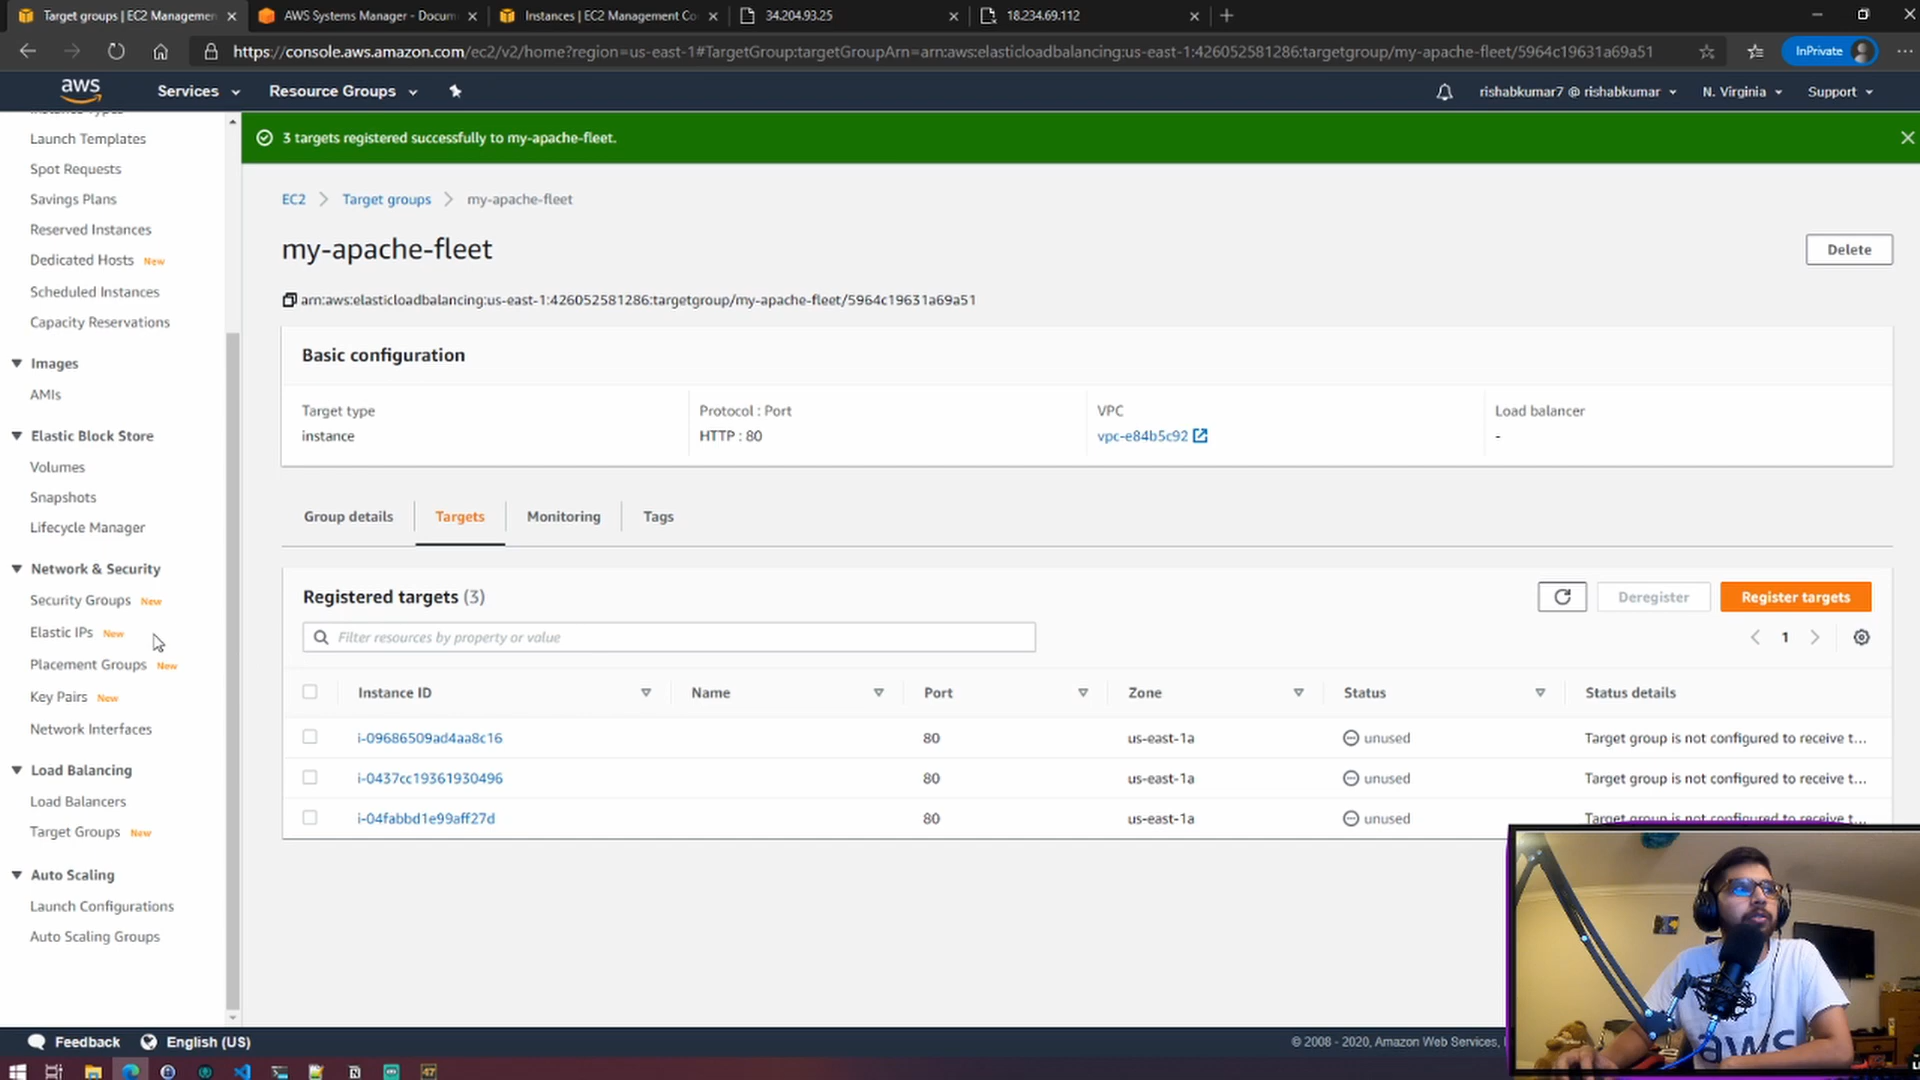 Target groups | EC2 Managemen
AWS Systems Manager - Docum
Instances | EC2 Management Co
34.204.93.25
18.234.69.112
https://console.aws.amazon.com/ec2/v2/home?region=us-east-1#TargetGroup:targetGroupArn=arn:aws:elasticloadbalancing:us-east-1:426052581286:targetgroup/my-apache-fleet/5964c19631a69a51
InPrivate
aws
Services
Resource Groups
rishabkumar7 @ rishabkumar
N. Virginia
Support
Instance Types
Launch Templates
Spot Requests
Savings Plans
Reserved Instances
Dedicated Hosts New
Scheduled Instances
Capacity Reservations
Images
AMIs
Elastic Block Store
Volumes
Snapshots
Lifecycle Manager
Network & Security
Security Groups New
Elastic IPs New
Placement Groups New
Key Pairs New
Network Interfaces
Load Balancing
Load Balancers
Target Groups New
Auto Scaling
Launch Configurations
Auto Scaling Groups
3 targets registered successfully to my-apache-fleet.
EC2 > Target groups > my-apache-fleet
my-apache-fleet
Delete
arn:aws:elasticloadbalancing:us-east-1:426052581286:targetgroup/my-apache-fleet/5964c19631a69a51
Basic configuration
Target type
instance
Protocol : Port
HTTP : 80
VPC
vpc-e84b5c92
Load balancer
-
Group details
Targets
Monitoring
Tags
Registered targets (3)
Deregister
Register targets
Filter resources by property or value
1
Instance ID Name Port Zone Status Status details
i-09686509ad4aa8c16 80 us-east-1a unused Target group is not configured to receive t...
i-0437cc19361930496 80 us-east-1a unused Target group is not configured to receive t...
i-04fabbd1e99aff27d 80 us-east-1a unused Target group is not configured to receive t...
aws
Feedback
English (US)
© 2008 - 2020, Amazon Web Services,